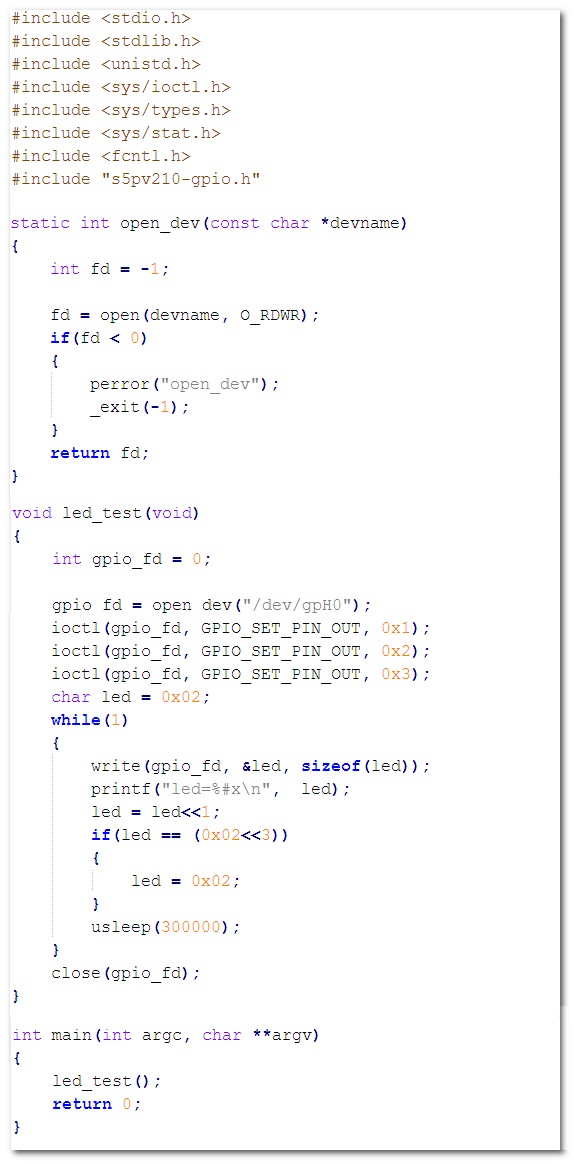 #include <stdio.h>
#include <stdlib.h>
#include <unistd.h>
#include <sys/ioctl.h>
#include <sys/types.h>
#include <sys/stat.h>
#include <fcntl.h>
#include "s5pv210-gpio.h"

static int open_dev(const char *devname)
{
    int fd = -1;

    fd = open(devname, O_RDWR);
    if(fd < 0)
    {
        perror("open_dev");
        _exit(-1);
    }
    return fd;
}

void led_test(void)
{
    int gpio_fd = 0;

    gpio fd = open dev("/dev/gpH0");
    ioctl(gpio_fd, GPIO_SET_PIN_OUT, 0x1);
    ioctl(gpio_fd, GPIO_SET_PIN_OUT, 0x2);
    ioctl(gpio_fd, GPIO_SET_PIN_OUT, 0x3);
    char led = 0x02;
    while(1)
    {
        write(gpio_fd, &led, sizeof(led));
        printf("led=%#x\n",  led);
        led = led<<1;
        if(led == (0x02<<3))
        {
            led = 0x02;
        }
        usleep(300000);
    }
    close(gpio_fd);
}

int main(int argc, char **argv)
{
    led_test();
    return 0;
}